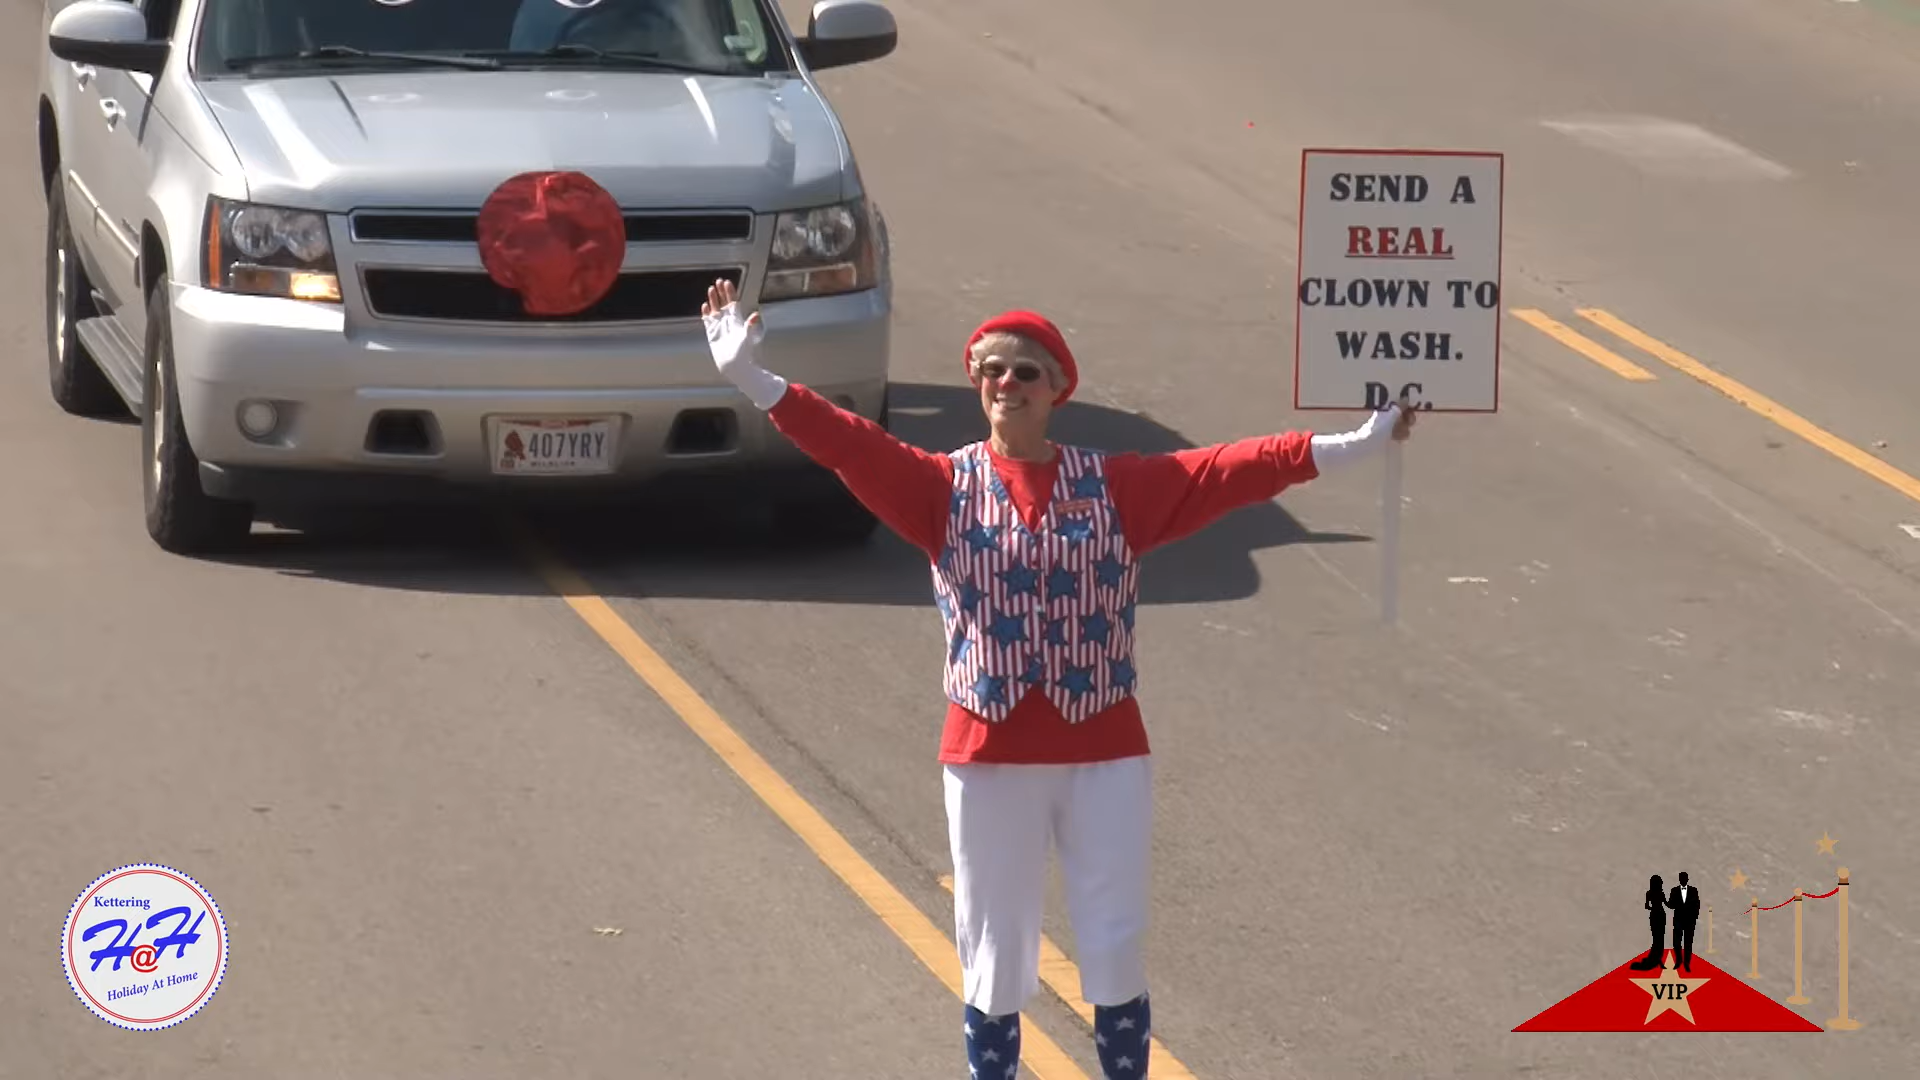 SEND A
REAL
CLOWN TO
WASH.
D.C.
407YRY
Kettering
H@H
Holiday At Home
VIP